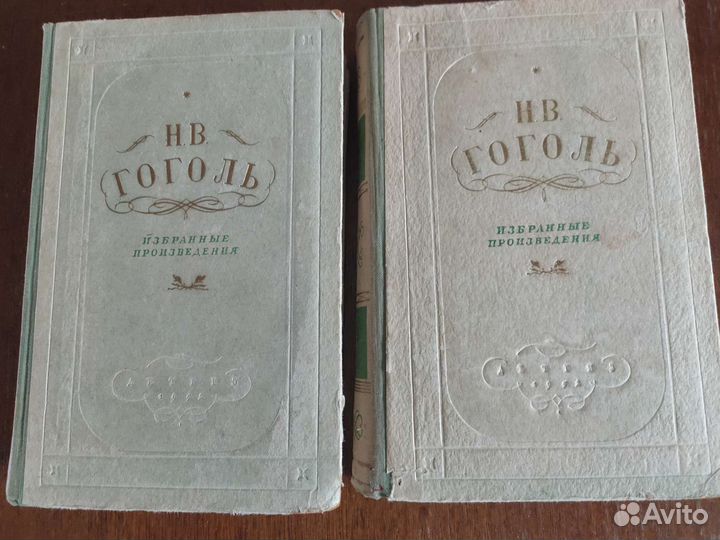 Н.В.
ГОГОЛЬ
ИЗБРАННЫЕ
ПРОИЗВЕДЕНИЯ
Н.В.
ГОГОЛЬ
ИЗБРАННЫЕ
ПРОИЗВЕДЕНИЯ
Avito